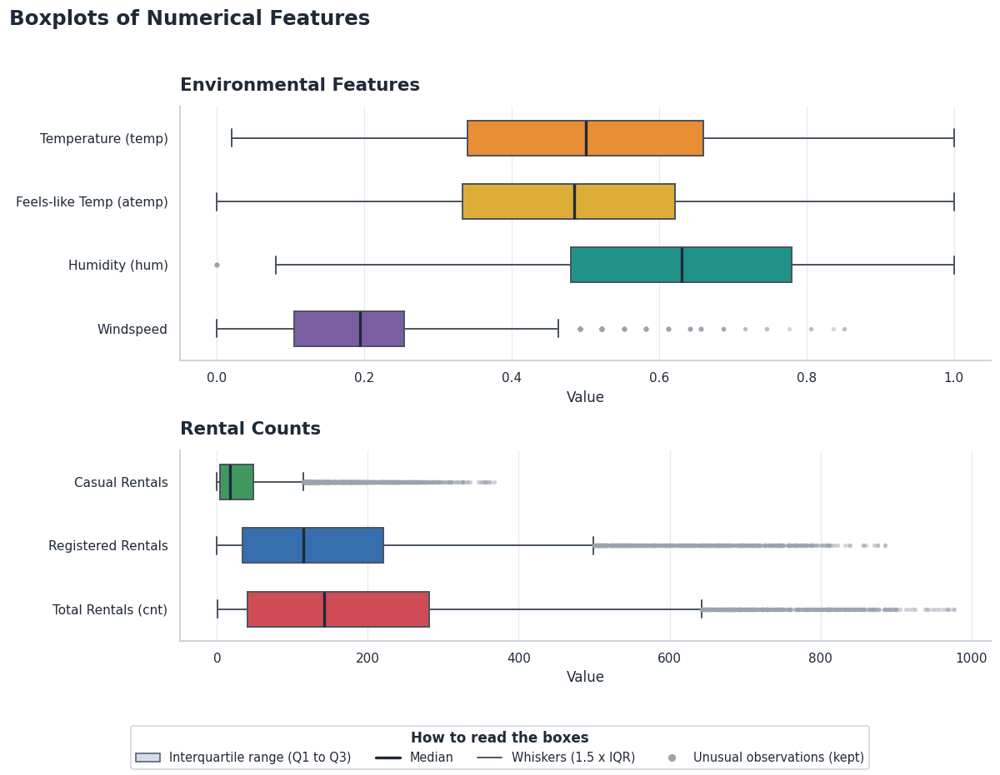 Boxplots of Numerical Features
Environmental Features
Temperature (temp)
Feels-like Temp (atemp)
Humidity (hum)
Windspeed
0.0 0.2 0.4 0.6 0.8 1.0
Value
Rental Counts
Casual Rentals
Registered Rentals
Total Rentals (cnt)
0 200 400 600 800 1000
Value
How to read the boxes
Interquartile range (Q1 to Q3) Median Whiskers (1.5 x IQR) Unusual observations (kept)